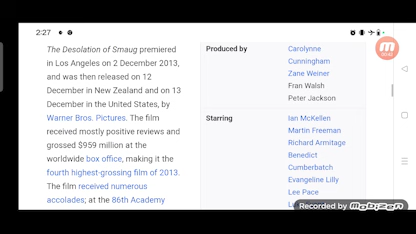 2:27
The Desolation of Smaug premiered
in Los Angeles on 2 December 2013,
and was then released on 12
December in New Zealand and on 13
December in the United States, by
Warner Bros. Pictures. The film
received mostly positive reviews and
grossed $959 million at the
worldwide box office, making it the
fourth highest-grossing film of 2013.
The film received numerous
accolades; at the 86th Academy
Produced by
Carolynne
Cunningham
Zane Weiner
Fran Walsh
Peter Jackson
Starring
Ian McKellen
Martin Freeman
Richard Armitage
Benedict
Cumberbatch
Evangeline Lilly
Lee Pace
Recorded by Mobizen